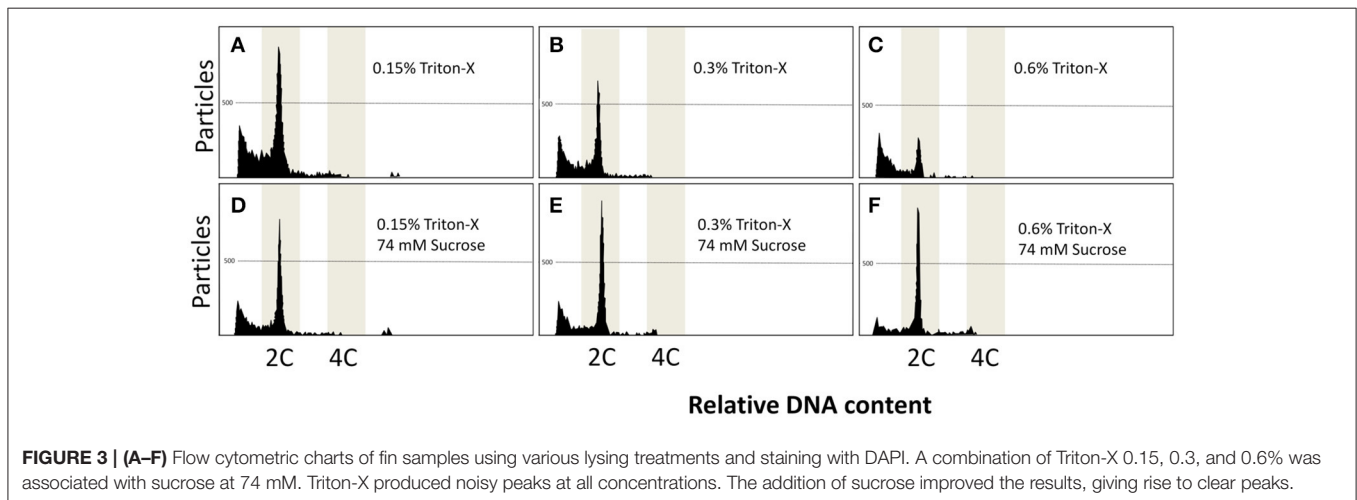 A
0.15% Triton-X
B
0.3% Triton-X
C
0.6% Triton-X
Particles
500
500
500
D
0.15% Triton-X
74 mM Sucrose
E
0.3% Triton-X
74 mM Sucrose
F
0.6% Triton-X
74 mM Sucrose
Particles
500
500
500
2C 4C
2C 4C
2C 4C
Relative DNA content
FIGURE 3 | (A–F) Flow cytometric charts of fin samples using various lysing treatments and staining with DAPI. A combination of Triton-X 0.15, 0.3, and 0.6% was
associated with sucrose at 74 mM. Triton-X produced noisy peaks at all concentrations. The addition of sucrose improved the results, giving rise to clear peaks.